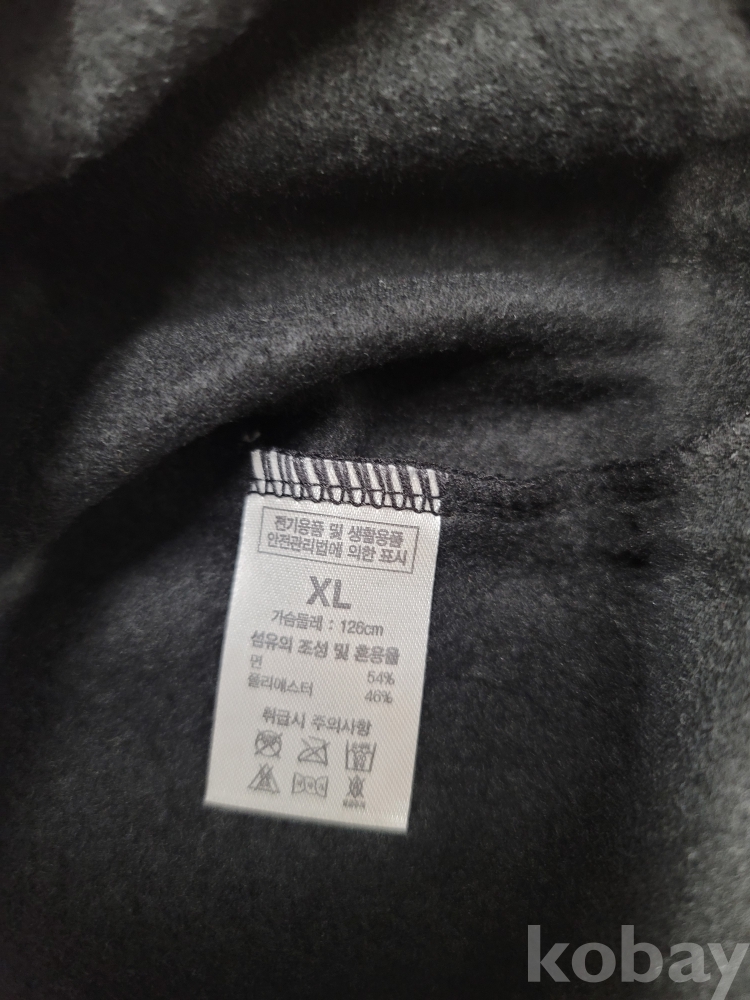 전기용품 및 생활용품
안전관리법에 의한 표시
XL
가슴둘레 : 126cm
섬유의 조성 및 혼용율
면 54%
폴리에스터 46%
취급시 주의사항
kobay